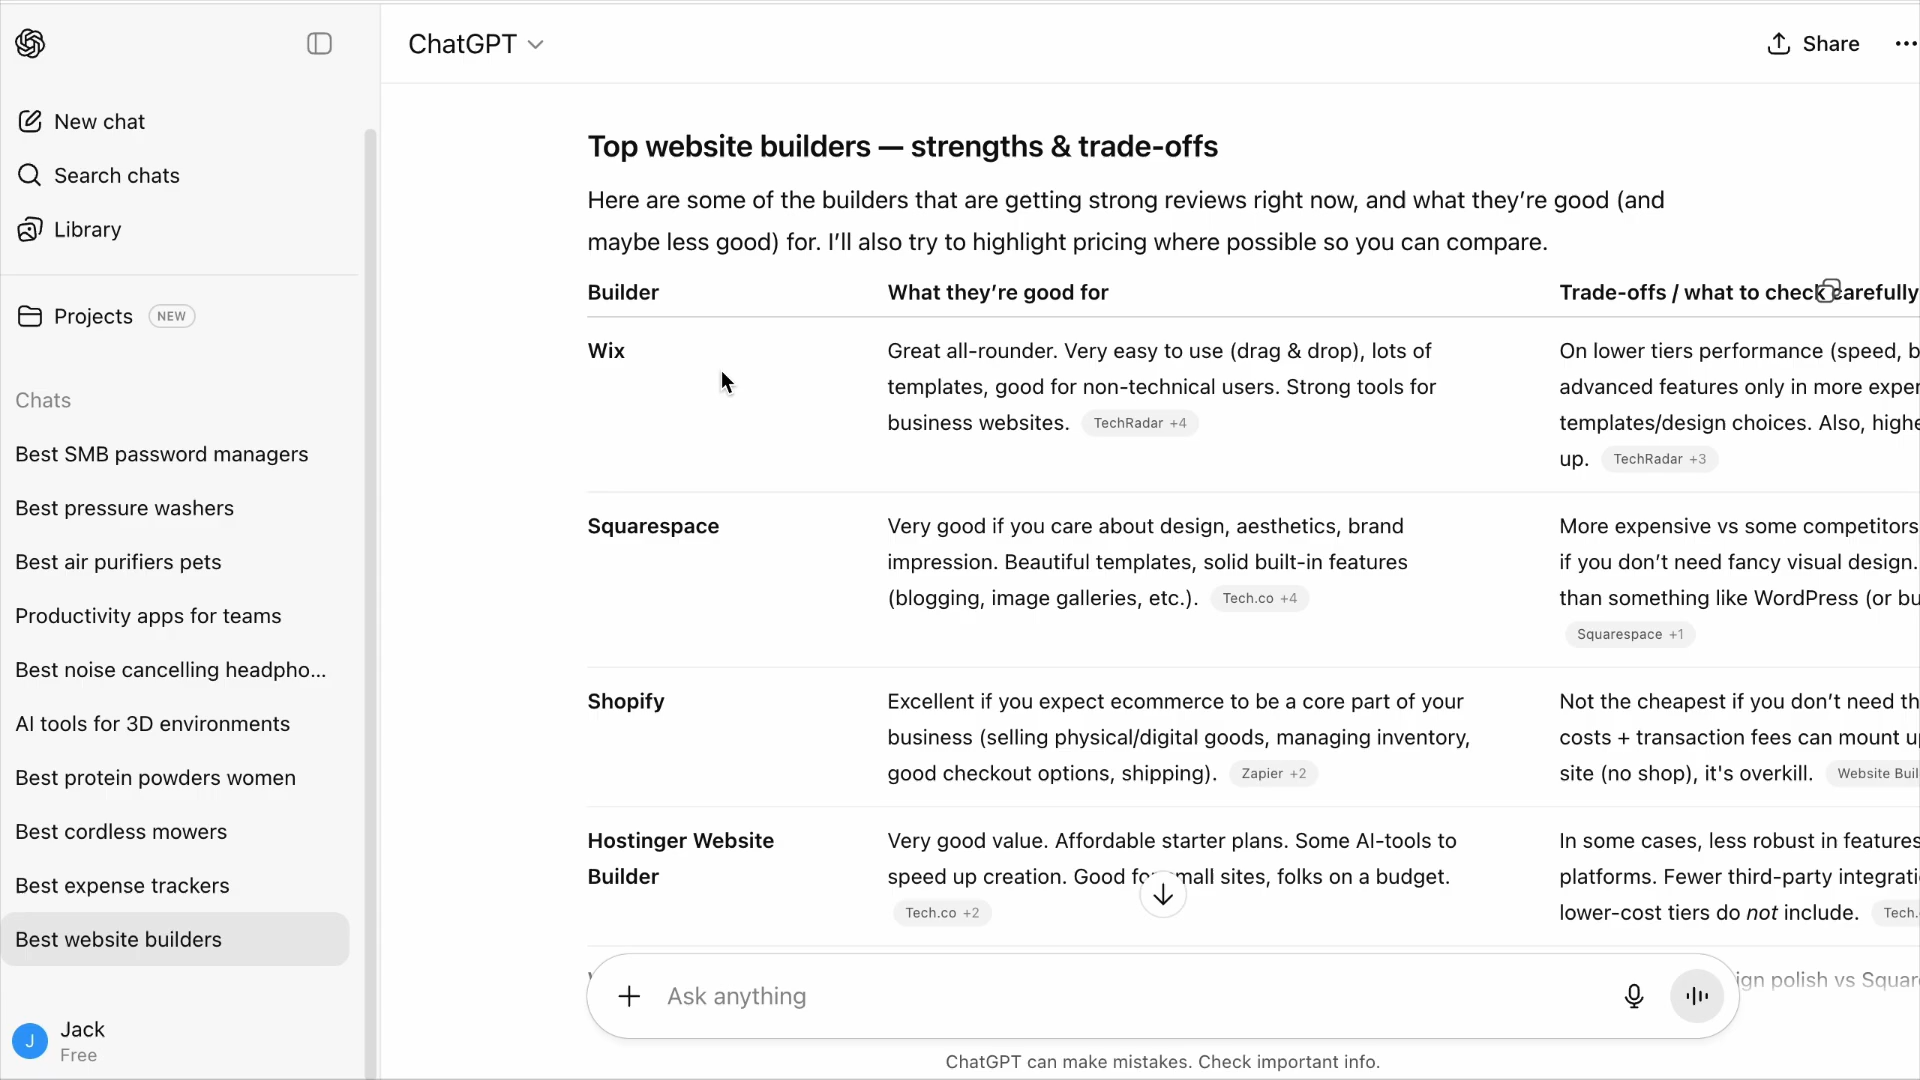 ChatGPT
Share
New chat
Search chats
Library
Projects NEW
Chats
Best SMB password managers
Best pressure washers
Best air purifiers pets
Productivity apps for teams
Best noise cancelling headpho...
AI tools for 3D environments
Best protein powders women
Best cordless mowers
Best expense trackers
Best website builders
J
Jack
Free
Top website builders — strengths & trade-offs
Here are some of the builders that are getting strong reviews right now, and what they’re good (and
maybe less good) for. I’ll also try to highlight pricing where possible so you can compare.
Builder
What they’re good for
Trade-offs / what to check carefully
Wix
Great all-rounder. Very easy to use (drag & drop), lots of
templates, good for non-technical users. Strong tools for
business websites. TechRadar +4
On lower tiers performance (speed,
advanced features only in more
templates/design choices. Also,
up. TechRadar +3
Squarespace
Very good if you care about design, aesthetics, brand
impression. Beautiful templates, solid built-in features
(blogging, image galleries, etc.). Tech.co +4
More expensive vs some competitors
if you don’t need fancy visual design.
than something like WordPress (or
Squarespace +1
Shopify
Excellent if you expect ecommerce to be a core part of your
business (selling physical/digital goods, managing inventory,
good checkout options, shipping). Zapier +2
Not the cheapest if you don’t need
costs + transaction fees can mount
site (no shop), it's overkill. Website
Hostinger Website
Builder
Very good value. Affordable starter plans. Some AI-tools to
speed up creation. Good for small sites, folks on a budget.
Tech.co +2
In some cases, less robust in features
platforms. Fewer third-party
lower-cost tiers do not include. Tech.
polish vs
Ask anything
ChatGPT can make mistakes. Check important info.